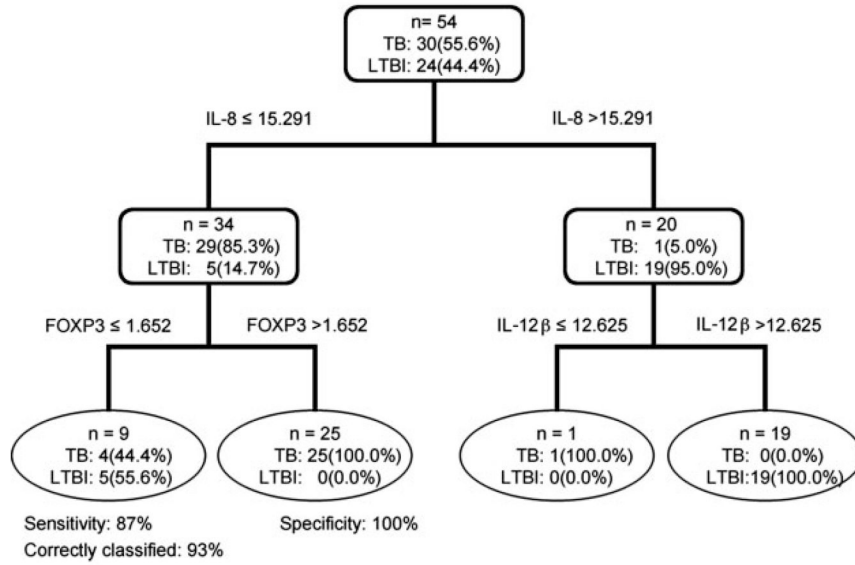 n= 54
TB: 30(55.6%)
LTBI: 24(44.4%)
IL-8 ≤ 15.291
IL-8 >15.291
n = 34
TB: 29(85.3%)
LTBI: 5(14.7%)
n = 20
TB: 1(5.0%)
LTBI: 19(95.0%)
FOXP3 ≤ 1.652
FOXP3 >1.652
IL-12β ≤ 12.625
IL-12β >12.625
n = 9
TB: 4(44.4%)
LTBI: 5(55.6%)
n = 25
TB: 25(100.0%)
LTBI: 0(0.0%)
n = 1
TB: 1(100.0%)
LTBI: 0(0.0%)
n = 19
TB: 0(0.0%)
LTBI:19(100.0%)
Sensitivity: 87%
Specificity: 100%
Correctly classified: 93%